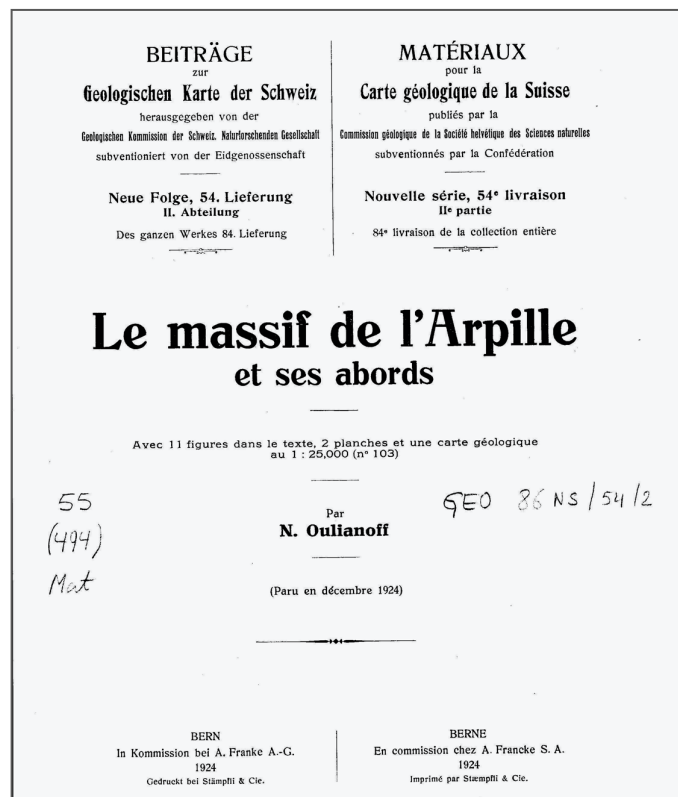 BEITRÄGE
zur
Geologischen Karte der Schweiz
herausgegeben von der
Geologischen Kommission der Schweiz. Naturforschenden Gesellschaft
subventioniert von der Eidgenossenschaft
Neue Folge, 54. Lieferung
II. Abteilung
Des ganzen Werkes 84. Lieferung
MATÉRIAUX
pour la
Carte géologique de la Suisse
publiés par la
Commission géologique de la Société helvétique des Sciences naturelles
subventionnés par la Confédération
Nouvelle série, 54e livraison
IIe partie
84e livraison de la collection entière
Le massif de l'Arpille
et ses abords
Avec 11 figures dans le texte, 2 planches et une carte géologique
au 1 : 25,000 (n° 103)
55
(494)
Mat
GEO 86 NS/54/2
Par
N. Oulianoff
(Paru en décembre 1924)
BERN
In Kommission bei A. Franke A.-G.
1924
Gedruckt bei Stämpfli & Cie.
BERNE
En commission chez A. Francke S. A.
1924
Imprimé par Stæmpfli & Cie.